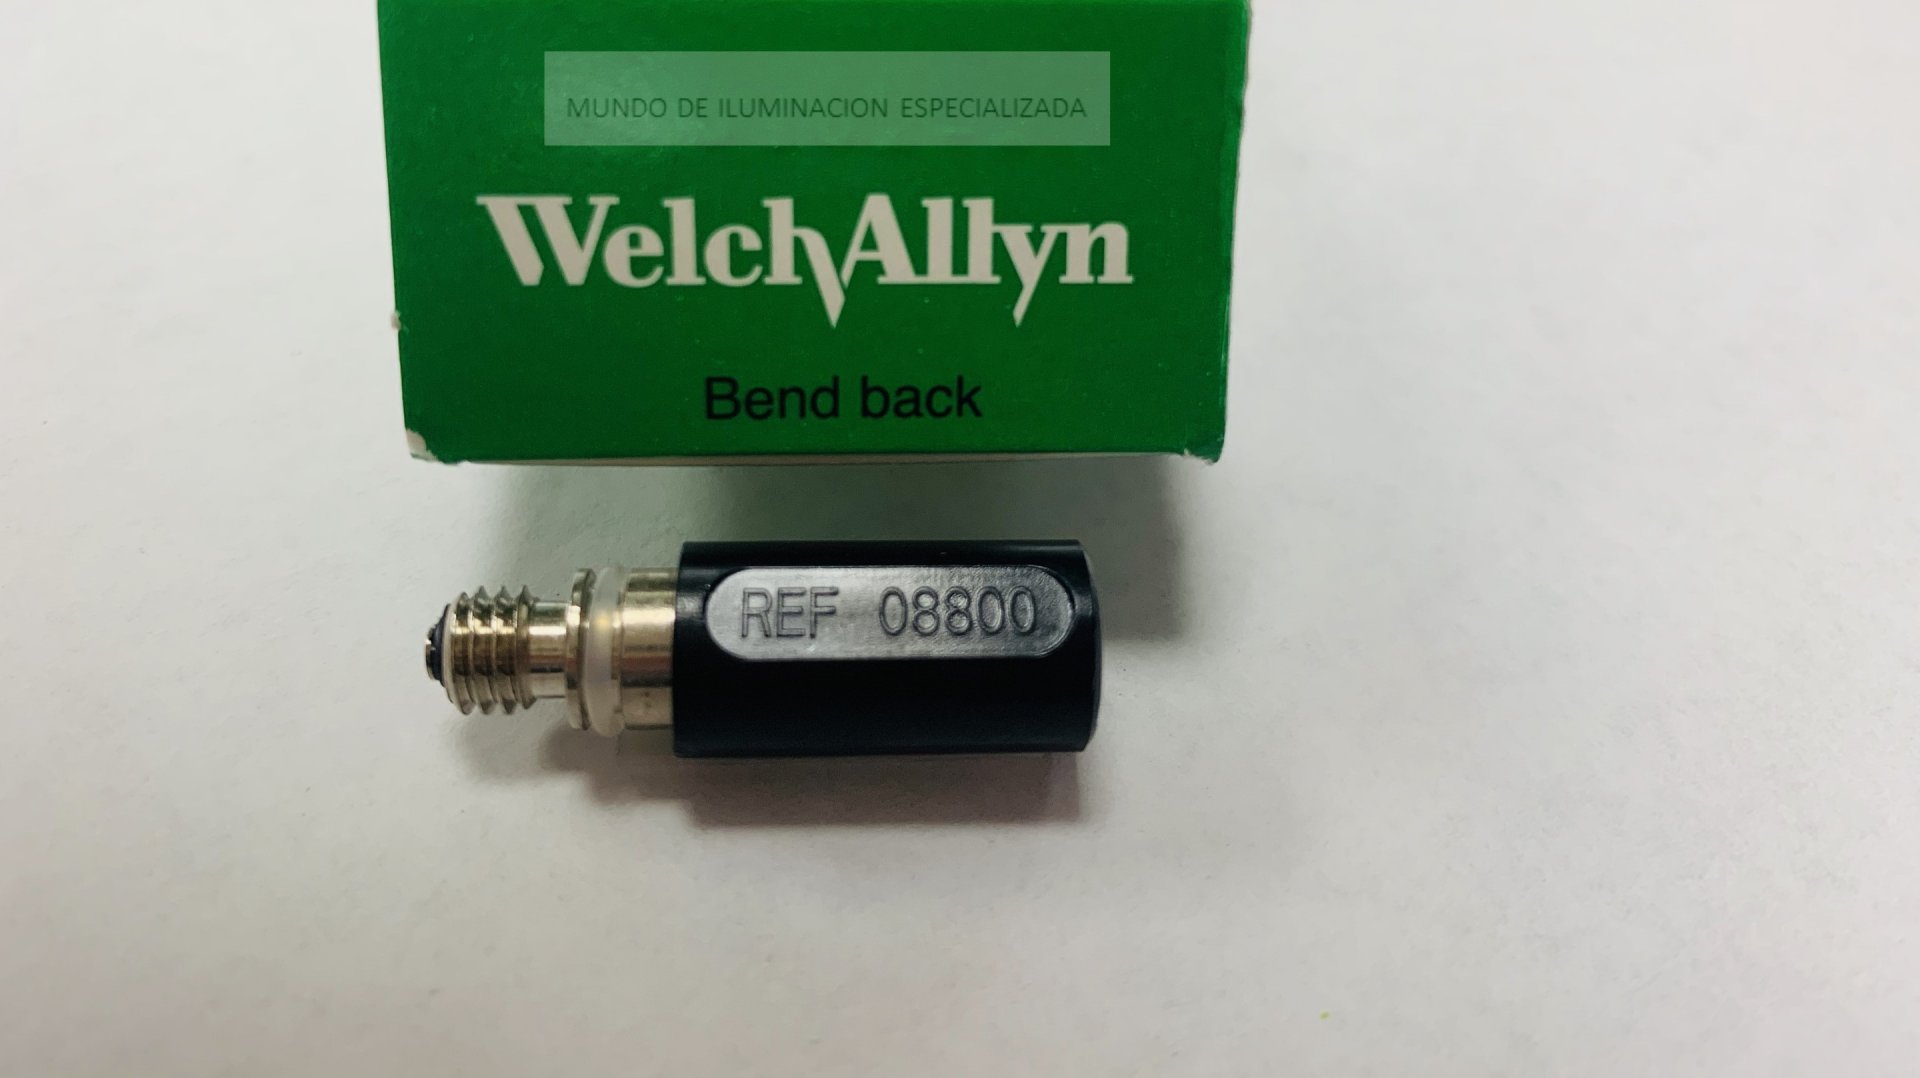 MUNDO DE ILUMINACION ESPECIALIZADA
WelchAllyn
Bend back
REF 08800